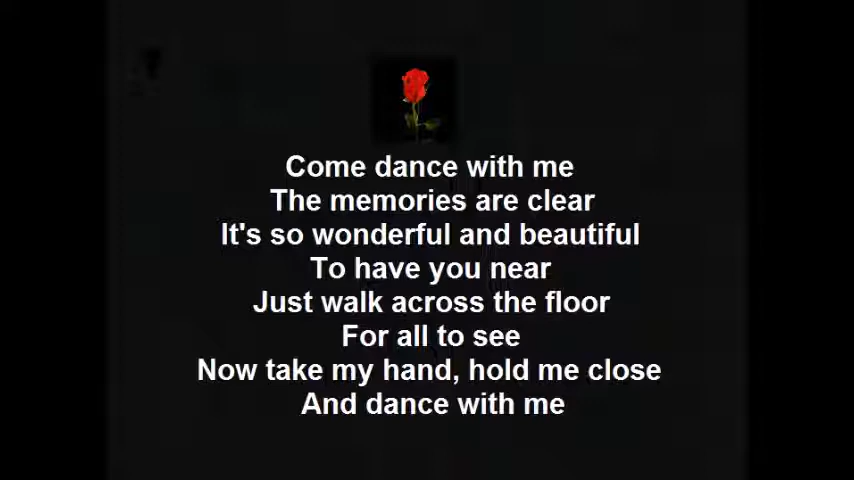 Come dance with me
The memories are clear
It's so wonderful and beautiful
To have you near
Just walk across the floor
For all to see
Now take my hand, hold me close
And dance with me